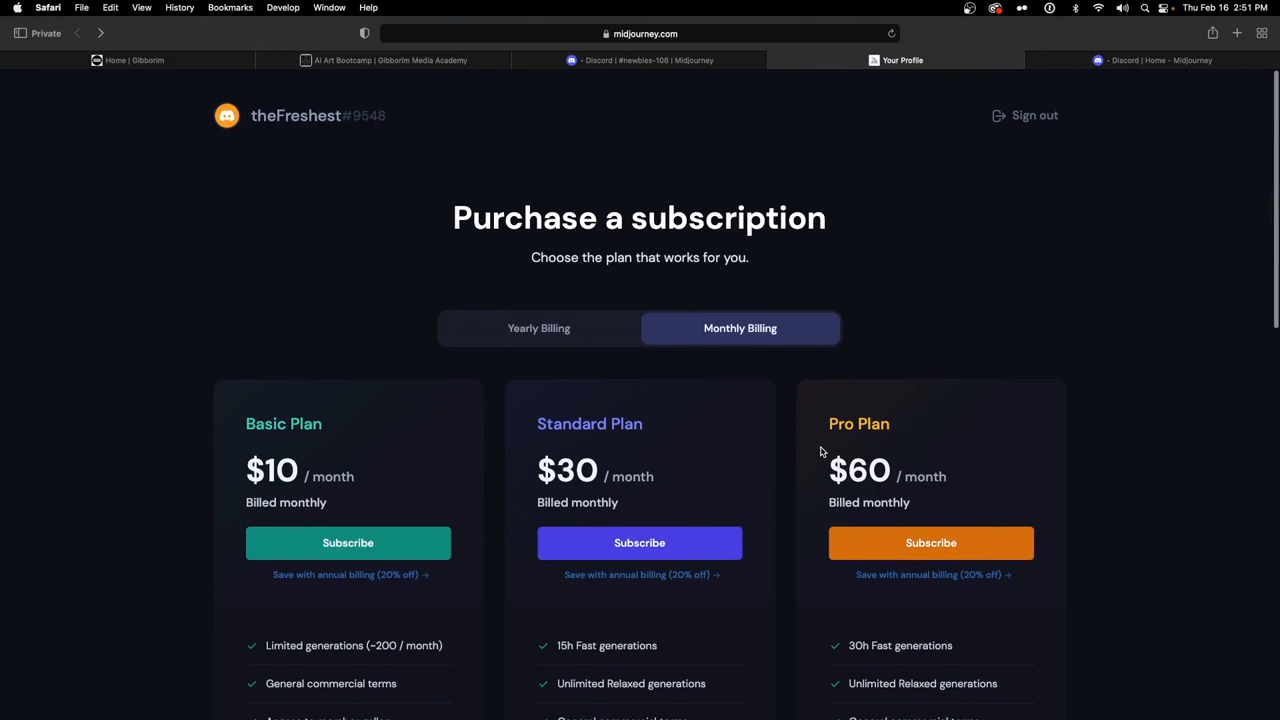 Safari File Edit View History Bookmarks Develop Window Help Thu Feb 16 2:51 PM
Private midjourney.com
Home | Gibborim AI Art Bootcamp | Gibborim Media Academy • Discord | #newbies-106 | Midjourney Your Profile • Discord | Home - Midjourney
theFreshest#9548 Sign out
Purchase a subscription
Choose the plan that works for you.
Yearly Billing Monthly Billing
Basic Plan Standard Plan Pro Plan
$10 / month $30 / month $60 / month
Billed monthly Billed monthly Billed monthly
Subscribe Subscribe Subscribe
Save with annual billing (20% off) → Save with annual billing (20% off) → Save with annual billing (20% off) →
Limited generations (~200 / month) 15h Fast generations 30h Fast generations
General commercial terms Unlimited Relaxed generations Unlimited Relaxed generations